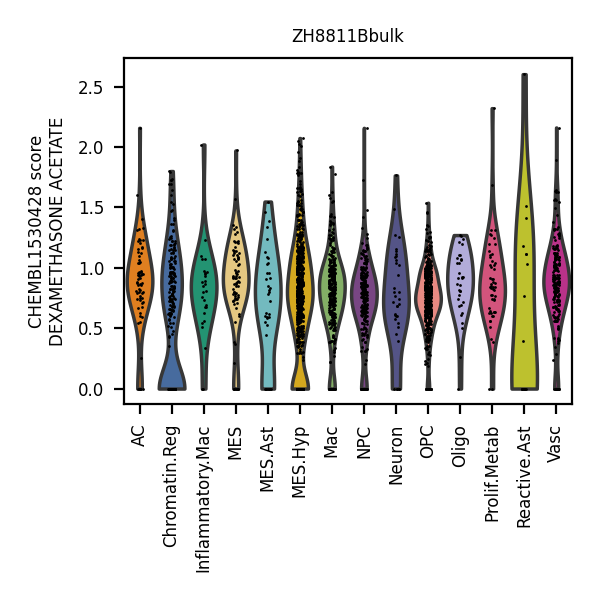 ZH8811Bbulk
CHEMBL1530428 score
DEXAMETHASONE ACETATE
2.5
2.0
1.5
1.0
0.5
0.0
AC
Chromatin.Reg
Inflammatory.Mac
MES
MES.Ast
MES.Hyp
Mac
NPC
Neuron
OPC
Oligo
Prolif.Metab
Reactive.Ast
Vasc